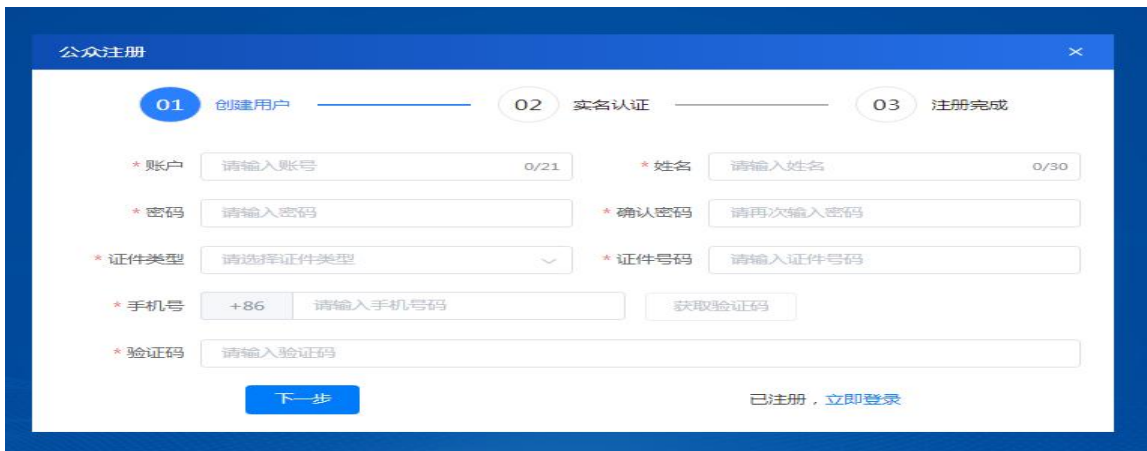 公众注册 ×
01 创建用户 02 实名认证 03 注册完成
* 账户 请输入账号 0/21 * 姓名 请输入姓名 0/30
* 密码 请输入密码 * 确认密码 请再次输入密码
* 证件类型 请选择证件类型 * 证件号码 请输入证件号码
* 手机号 +86 请输入手机号码 获取验证码
* 验证码 请输入验证码
下一步 已注册，立即登录